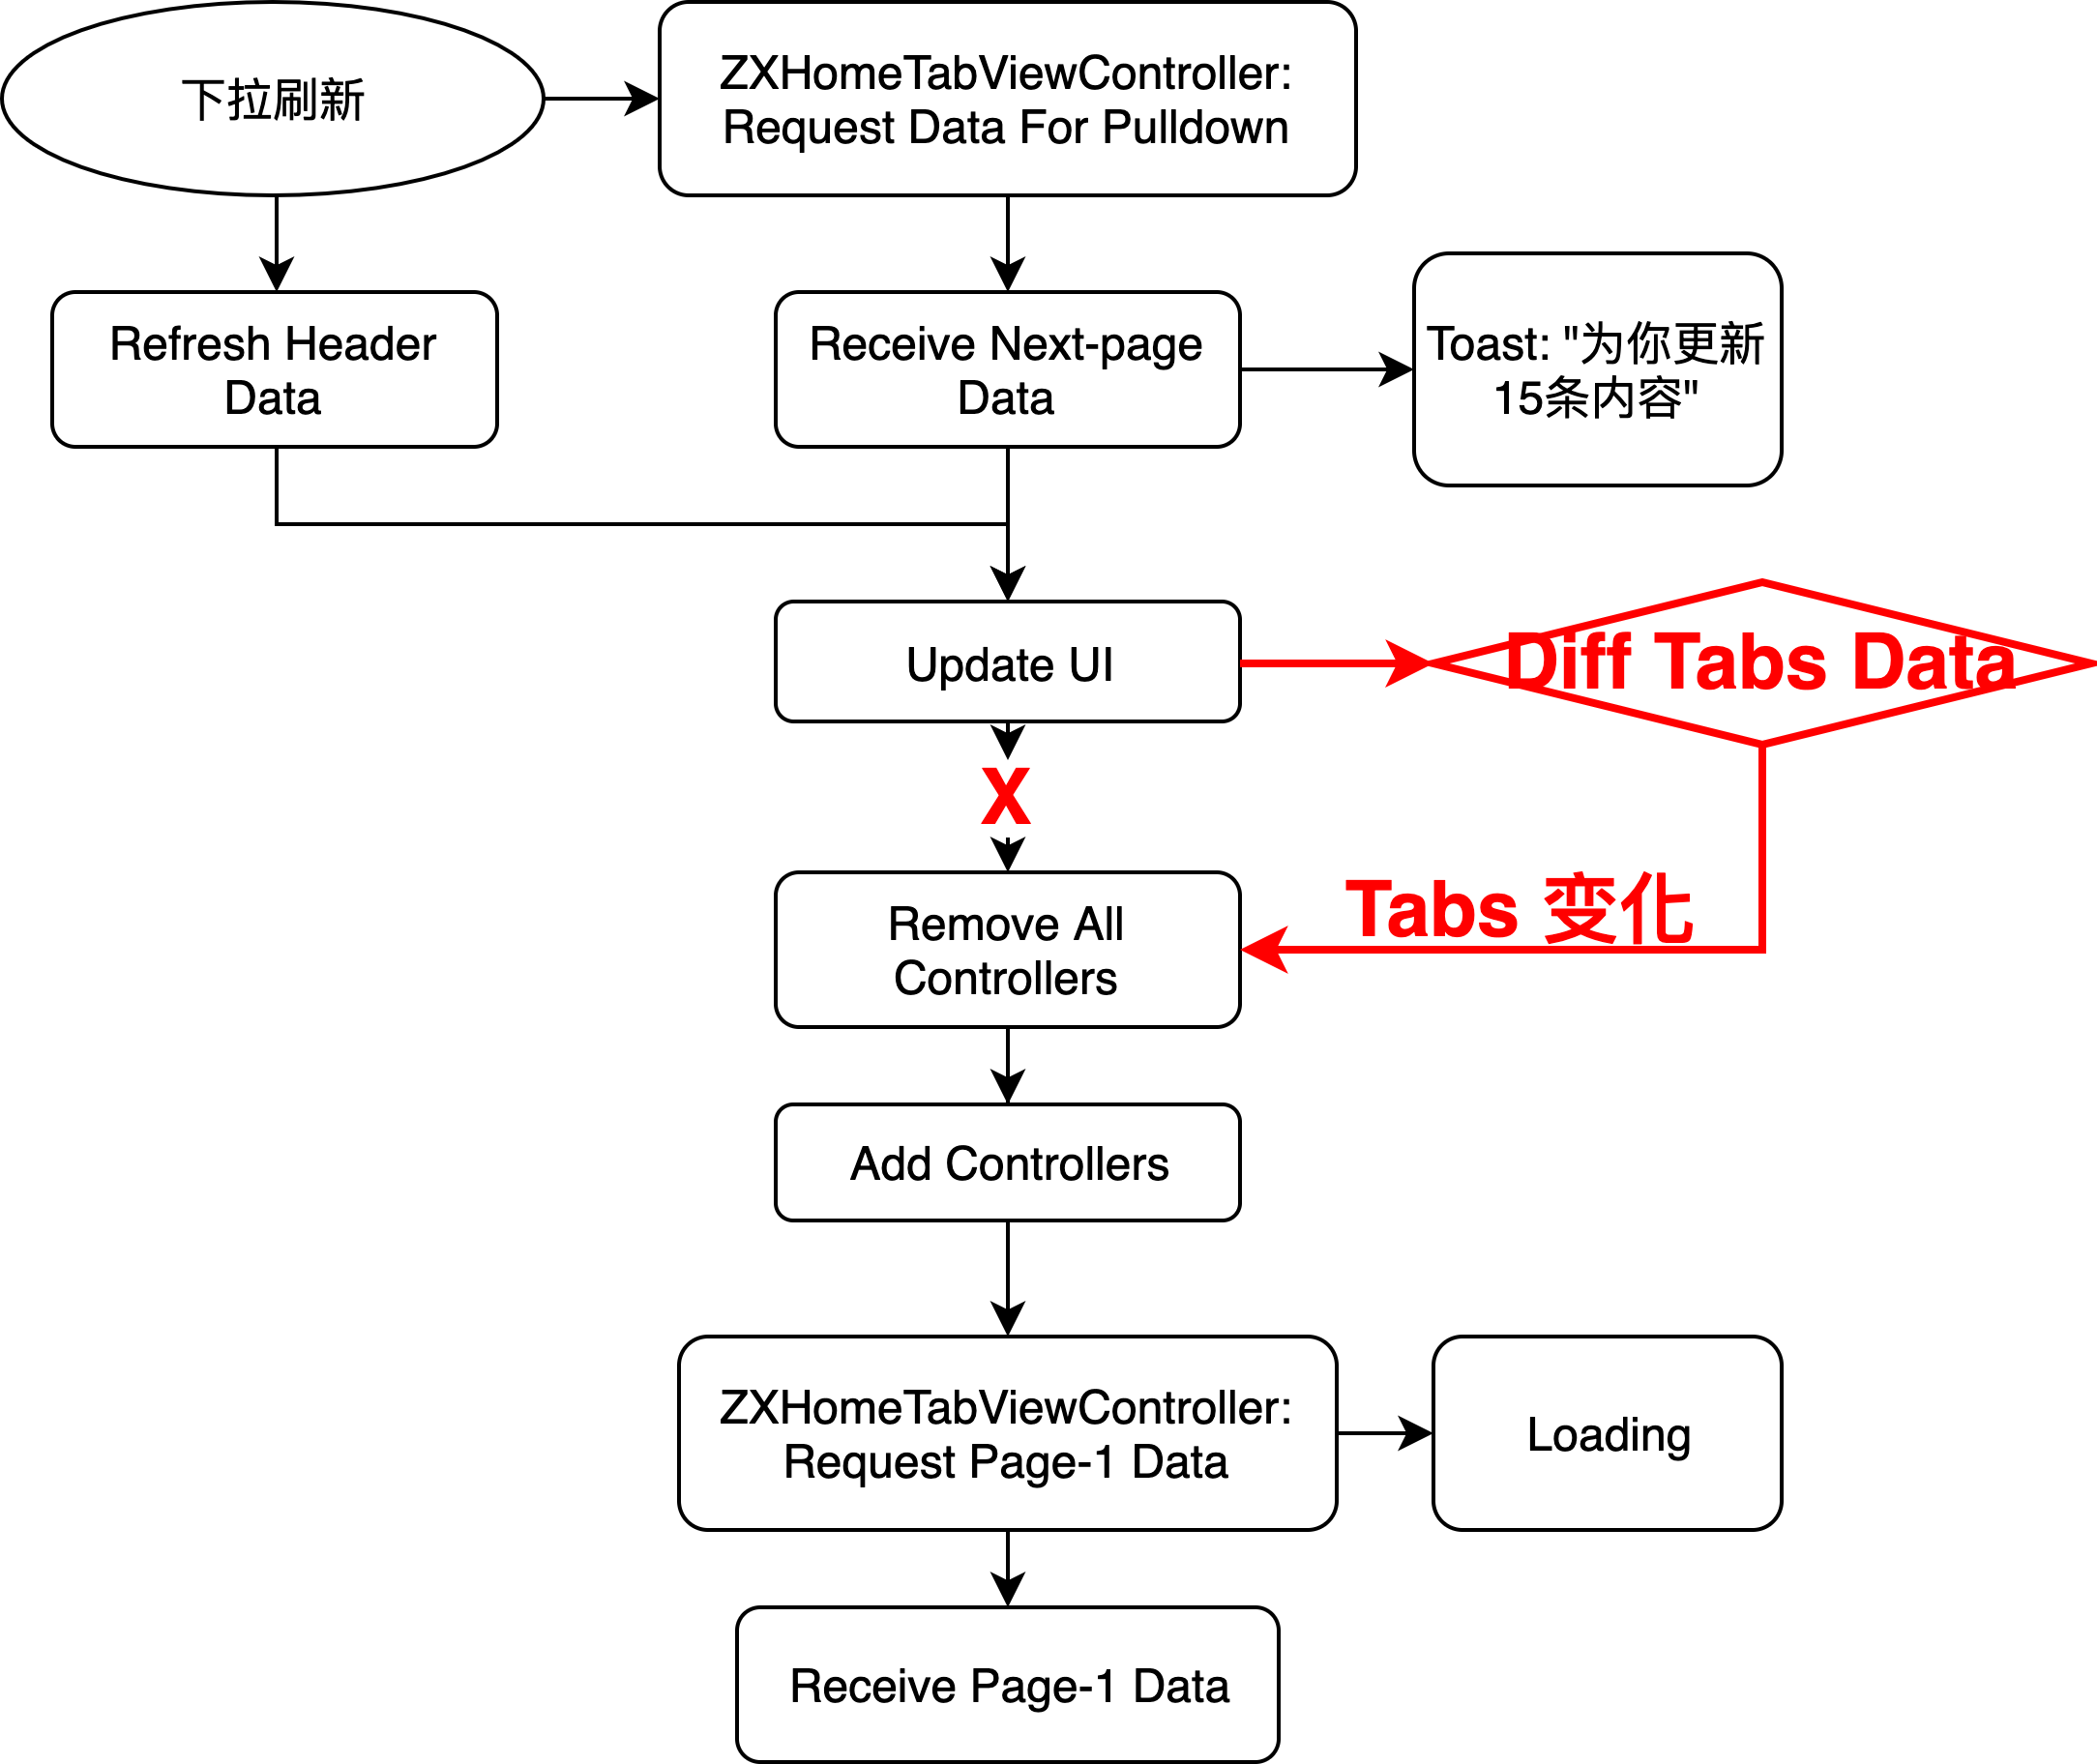 下拉刷新
ZXHomeTabViewController:
Request Data For Pulldown
Refresh Header
Data
Receive Next-page
Data
Toast: "为你更新
15条内容"
Update UI
Diff Tabs Data
X
Tabs 变化
Remove All
Controllers
Add Controllers
ZXHomeTabViewController:
Request Page-1 Data
Loading
Receive Page-1 Data